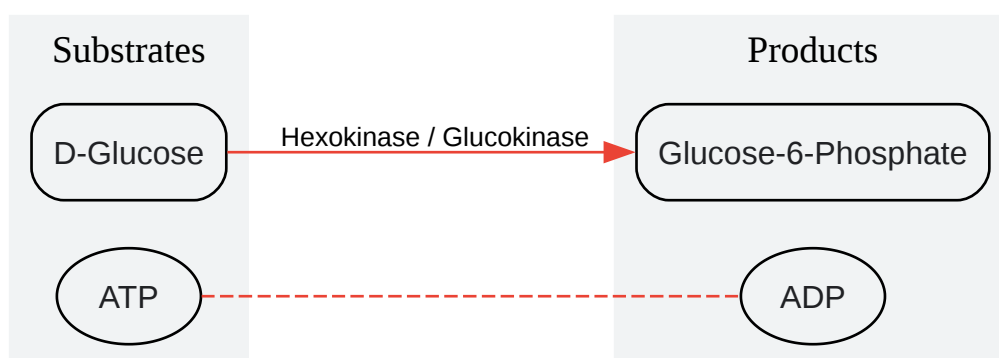 Substrates
Products
D-Glucose
Hexokinase / Glucokinase
Glucose-6-Phosphate
ATP
ADP